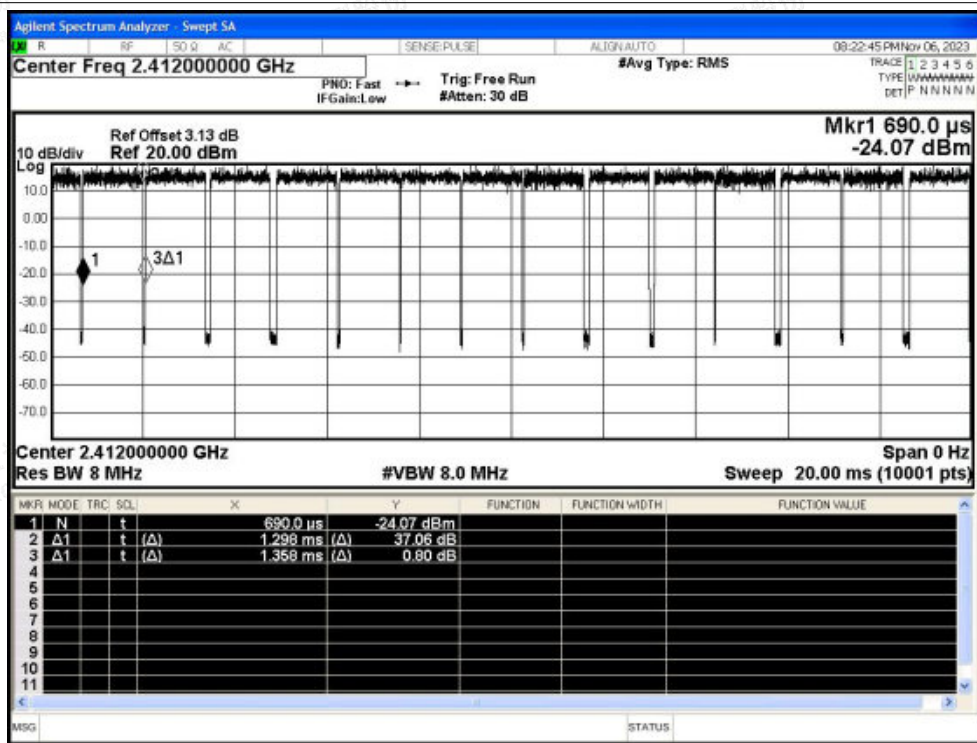 Agilent Spectrum Analyzer - Swept SA
R RF 50 Ω AC SENSE:PULSE ALIGNAUTO 08:22:45 PM Nov 06, 2023
Center Freq 2.412000000 GHz
#Avg Type: RMS
TRACE 1 2 3 4 5 6
PNO: Fast Trig: Free Run
TYPE
IFGain:Low #Atten: 30 dB
DET P N N N N N
Mkr1 690.0 µs
Ref Offset 3.13 dB
10 dB/div Ref 20.00 dBm -24.07 dBm
Log
10.0
0.00
-10.0
1 3Δ1
-20.0
-30.0
-40.0
-50.0
-60.0
-70.0
Center 2.412000000 GHz Span 0 Hz
Res BW 8 MHz #VBW 8.0 MHz Sweep 20.00 ms (10001 pts)
MKR MODE TRC SCL X Y FUNCTION FUNCTION WIDTH FUNCTION VALUE
1 N t 690.0 µs -24.07 dBm
2 Δ1 t (Δ) 1.298 ms (Δ) 37.06 dB
3 Δ1 t (Δ) 1.358 ms (Δ) 0.80 dB
4
5
6
7
8
9
10
11
MSG STATUS